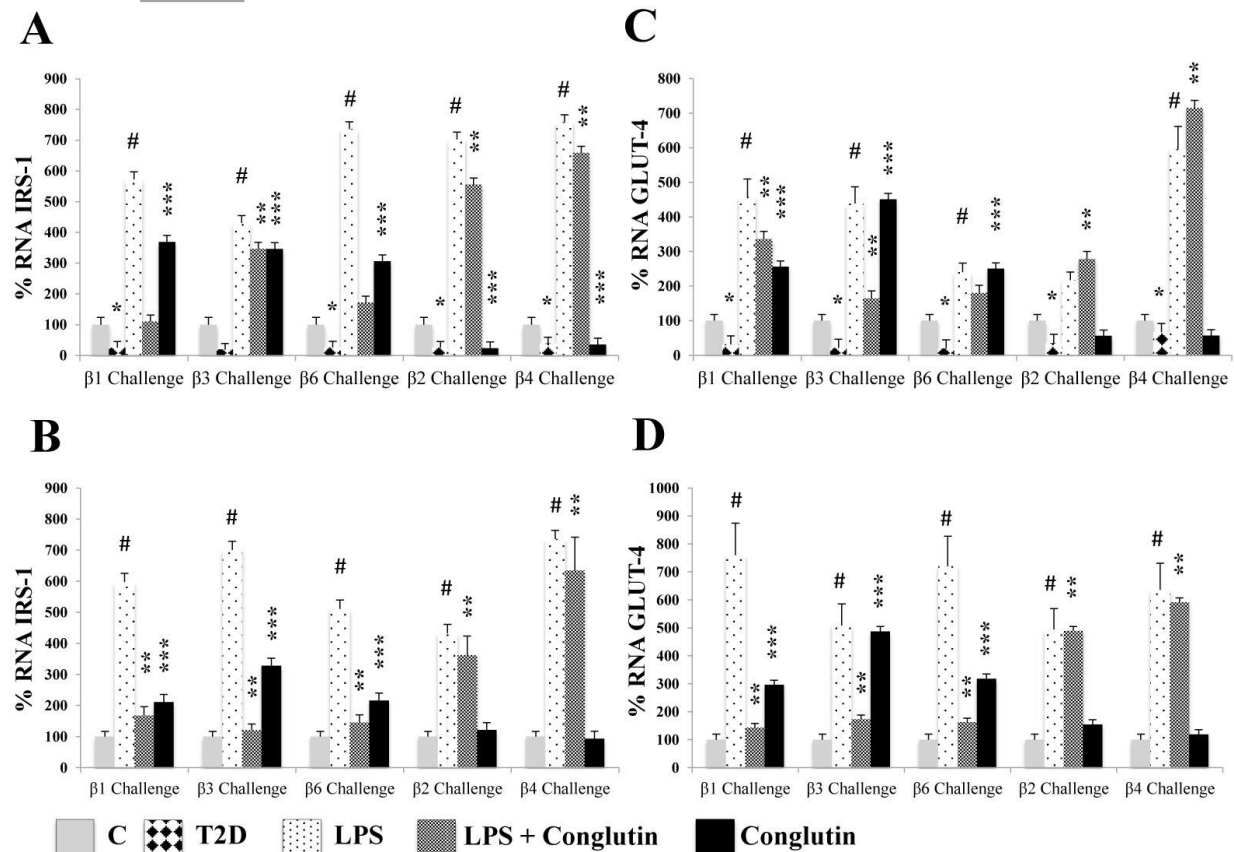 A
% RNA IRS-1
900
800
700
600
500
400
300
200
100
0
# # # # #
* * * * ** *** ** *** *** ** *** ** ***
β1 Challenge β3 Challenge β6 Challenge β2 Challenge β4 Challenge
C
% RNA GLUT-4
800
700
600
500
400
300
200
100
0
# # # #
* * * * * ** *** ** *** *** ** **
β1 Challenge β3 Challenge β6 Challenge β2 Challenge β4 Challenge
B
% RNA IRS-1
900
800
700
600
500
400
300
200
100
0
# # # # #
** *** ** *** ** *** ** **
β1 Challenge β3 Challenge β6 Challenge β2 Challenge β4 Challenge
D
% RNA GLUT-4
1000
900
800
700
600
500
400
300
200
100
0
# # # # #
** *** ** *** ** *** ** **
β1 Challenge β3 Challenge β6 Challenge β2 Challenge β4 Challenge
C T2D LPS LPS + Conglutin Conglutin